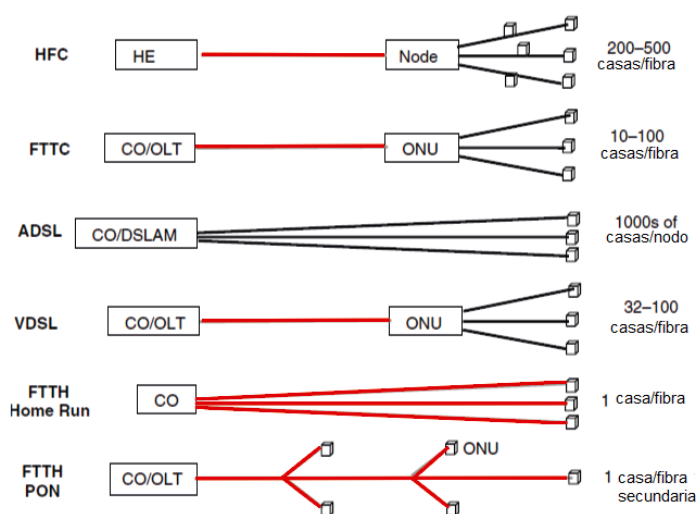 HFC
HE
Node
200–500
casas/fibra
FTTC
CO/OLT
ONU
10–100
casas/fibra
ADSL
CO/DSLAM
1000s of
casas/nodo
VDSL
CO/OLT
ONU
32–100
casas/fibra
FTTH
Home Run
CO
1 casa/fibra
FTTH
PON
CO/OLT
ONU
1 casa/fibra
secundaria